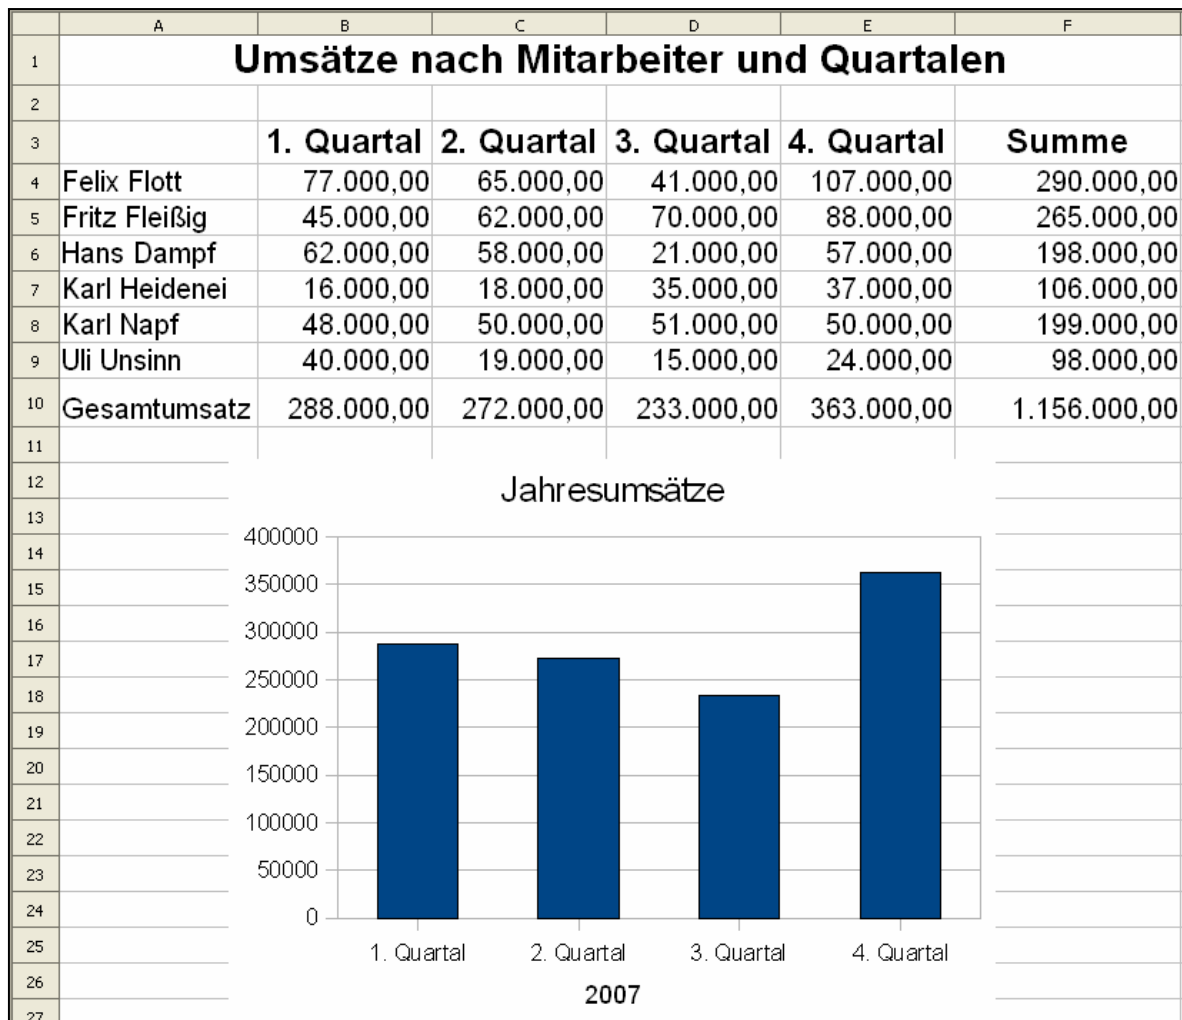 A B C D E F
1 Umsätze nach Mitarbeiter und Quartalen
2
3 1. Quartal 2. Quartal 3. Quartal 4. Quartal Summe
4 Felix Flott 77.000,00 65.000,00 41.000,00 107.000,00 290.000,00
5 Fritz Fleißig 45.000,00 62.000,00 70.000,00 88.000,00 265.000,00
6 Hans Dampf 62.000,00 58.000,00 21.000,00 57.000,00 198.000,00
7 Karl Heidenei 16.000,00 18.000,00 35.000,00 37.000,00 106.000,00
8 Karl Napf 48.000,00 50.000,00 51.000,00 50.000,00 199.000,00
9 Uli Unsinn 40.000,00 19.000,00 15.000,00 24.000,00 98.000,00
10 Gesamtumsatz 288.000,00 272.000,00 233.000,00 363.000,00 1.156.000,00
11
12 Jahresumsätze
13
400000
14
15 350000
16 300000
17
18 250000
19 200000
20 150000
21
22 100000
23 50000
24 0
25 1. Quartal 2. Quartal 3. Quartal 4. Quartal
26 2007
27